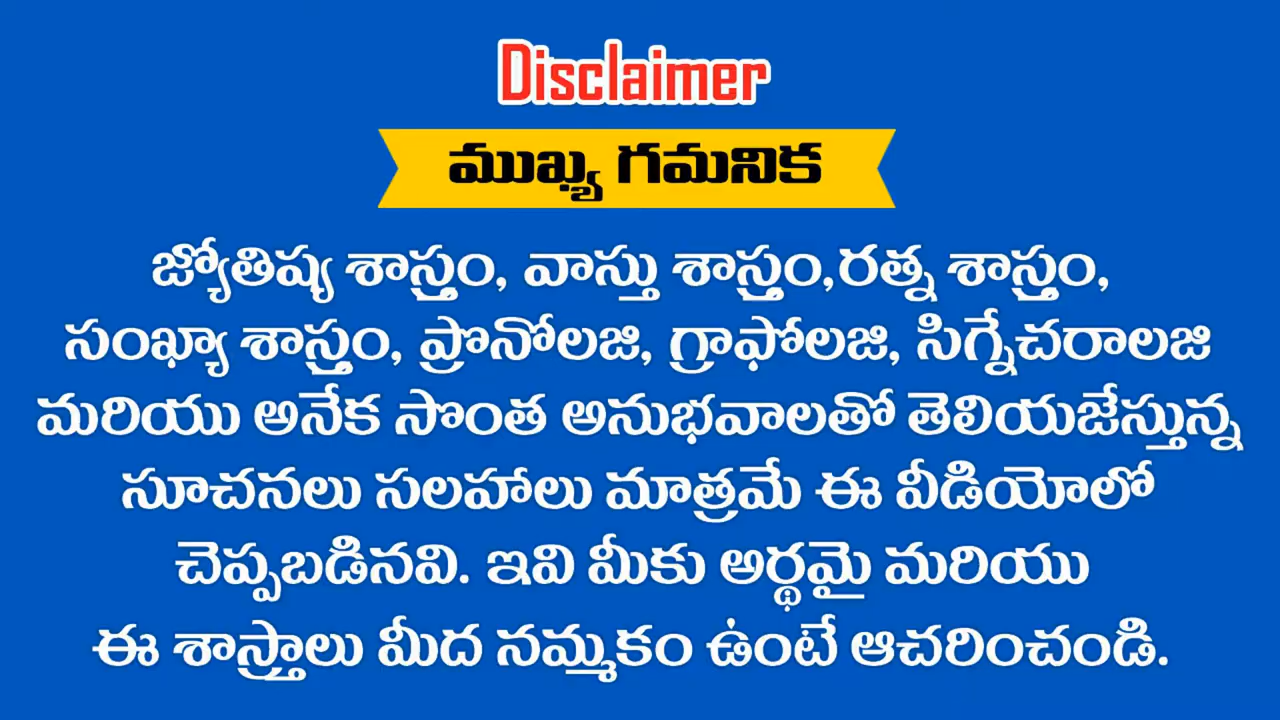 Disclaimer
ముఖ్య గమనిక
జ్యోతిష్య శాస్త్రం, వాస్తు శాస్త్రం,రత్న శాస్త్రం,
సంఖ్యా శాస్త్రం, ప్రొనోలజి, గ్రాఫోలజి, సిగ్నేచరాలజి
మరియు అనేక సొంత అనుభవాలతో తెలియజేస్తున్న
సూచనలు సలహాలు మాత్రమే ఈ వీడియోలో
చెప్పబడినవి. ఇవి మీకు అర్థమై మరియు
ఈ శాస్త్రాలు మీద నమ్మకం ఉంటే ఆచరించండి.